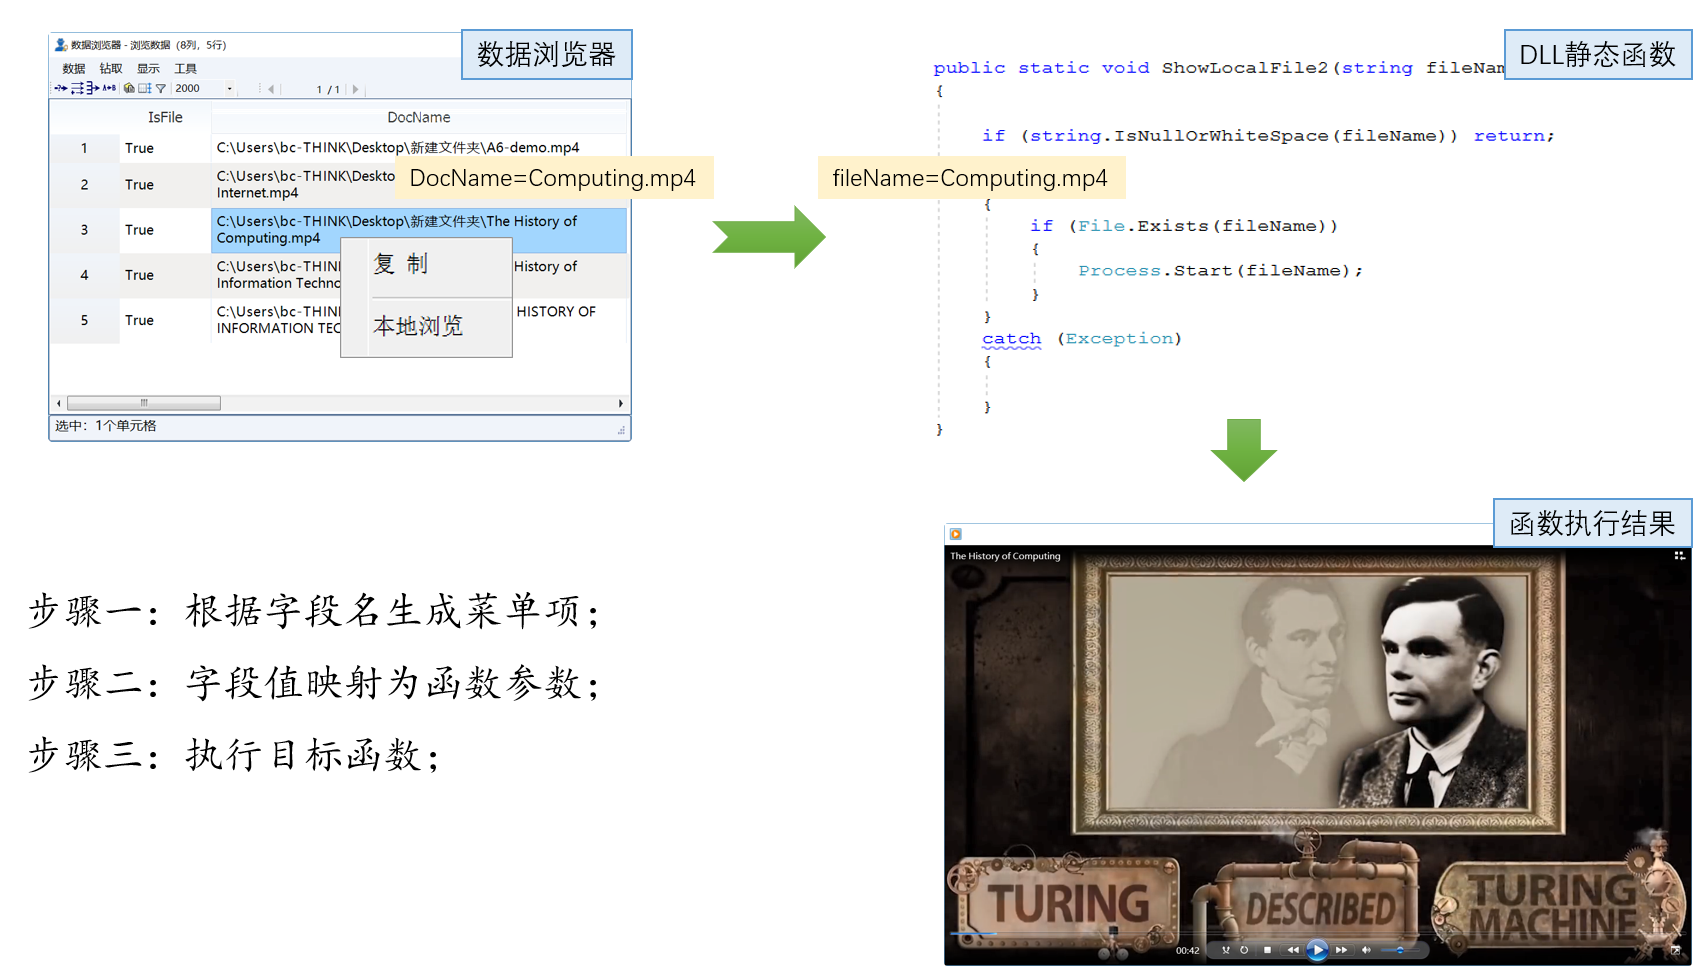 数据浏览器 - 浏览数据 (8列，5行)
数据浏览器
数据 钻取 显示 工具
2000 1 / 1
IsFile DocName
1 True C:\Users\bc-THINK\Desktop\新建文件夹\A6-demo.mp4
2 True C:\Users\bc-THINK\Deskto
Internet.mp4
DocName=Computing.mp4
3 True C:\Users\bc-THINK\Desktop\新建文件夹\The History of
Computing.mp4
4 True C:\Users\bc-THIN History of
Information Techno
5 True C:\Users\bc-THIN HISTORY OF
INFORMATION TEC
复 制
本地浏览
选中：1个单元格
DLL静态函数
public static void ShowLocalFile2(string fileNam
{
if (string.IsNullOrWhiteSpace(fileName)) return;
fileName=Computing.mp4
{
if (File.Exists(fileName))
{
Process.Start(fileName);
}
}
catch (Exception)
{
}
}
函数执行结果
The History of Computing
TURING
DESCRIBED
TURING
MACHINE
00:42
步骤一：根据字段名生成菜单项；
步骤二：字段值映射为函数参数；
步骤三：执行目标函数；